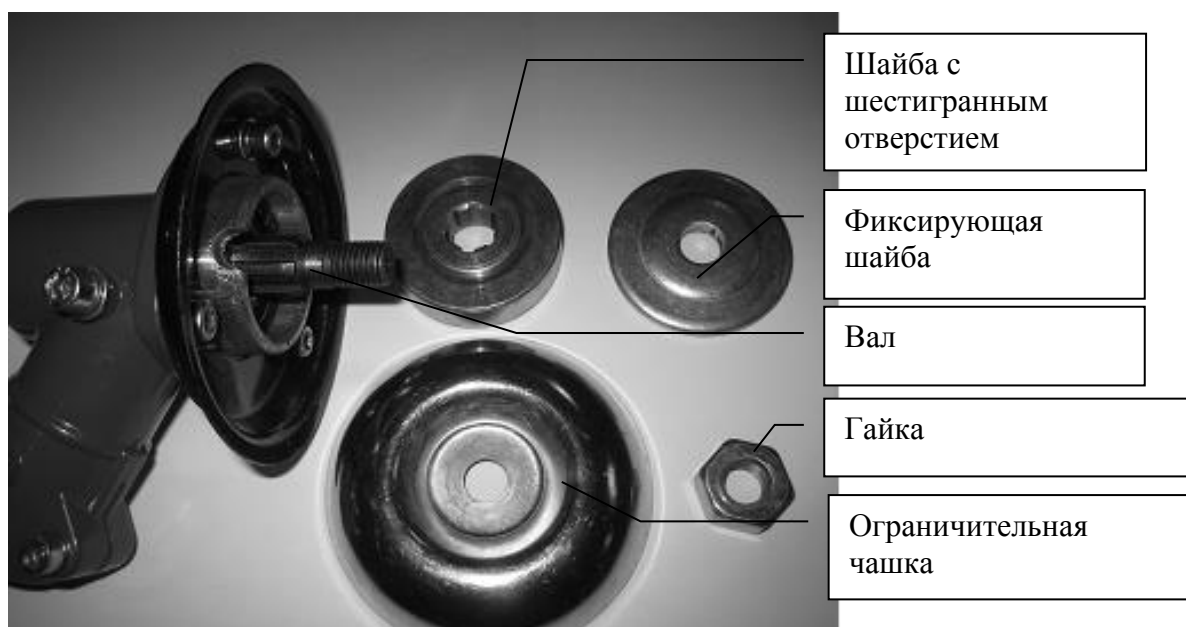 Шайба с
шестигранным
отверстием
Фиксирующая
шайба
Вал
Гайка
Ограничительная
чашка